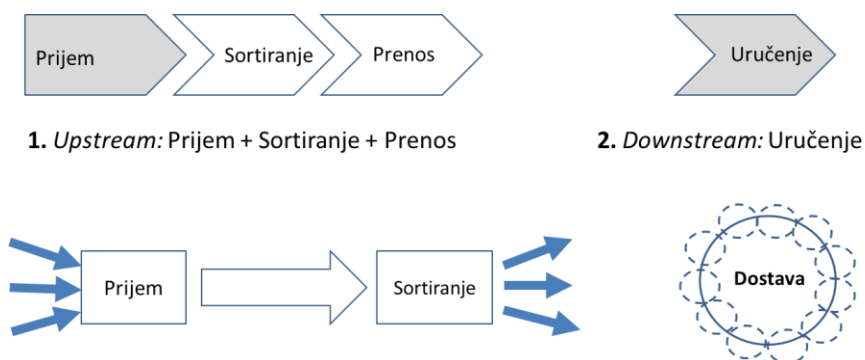 Prijem
Sortiranje
Prenos
Uručenje
1. Upstream: Prijem + Sortiranje + Prenos
2. Downstream: Uručenje
Prijem
Sortiranje
Dostava